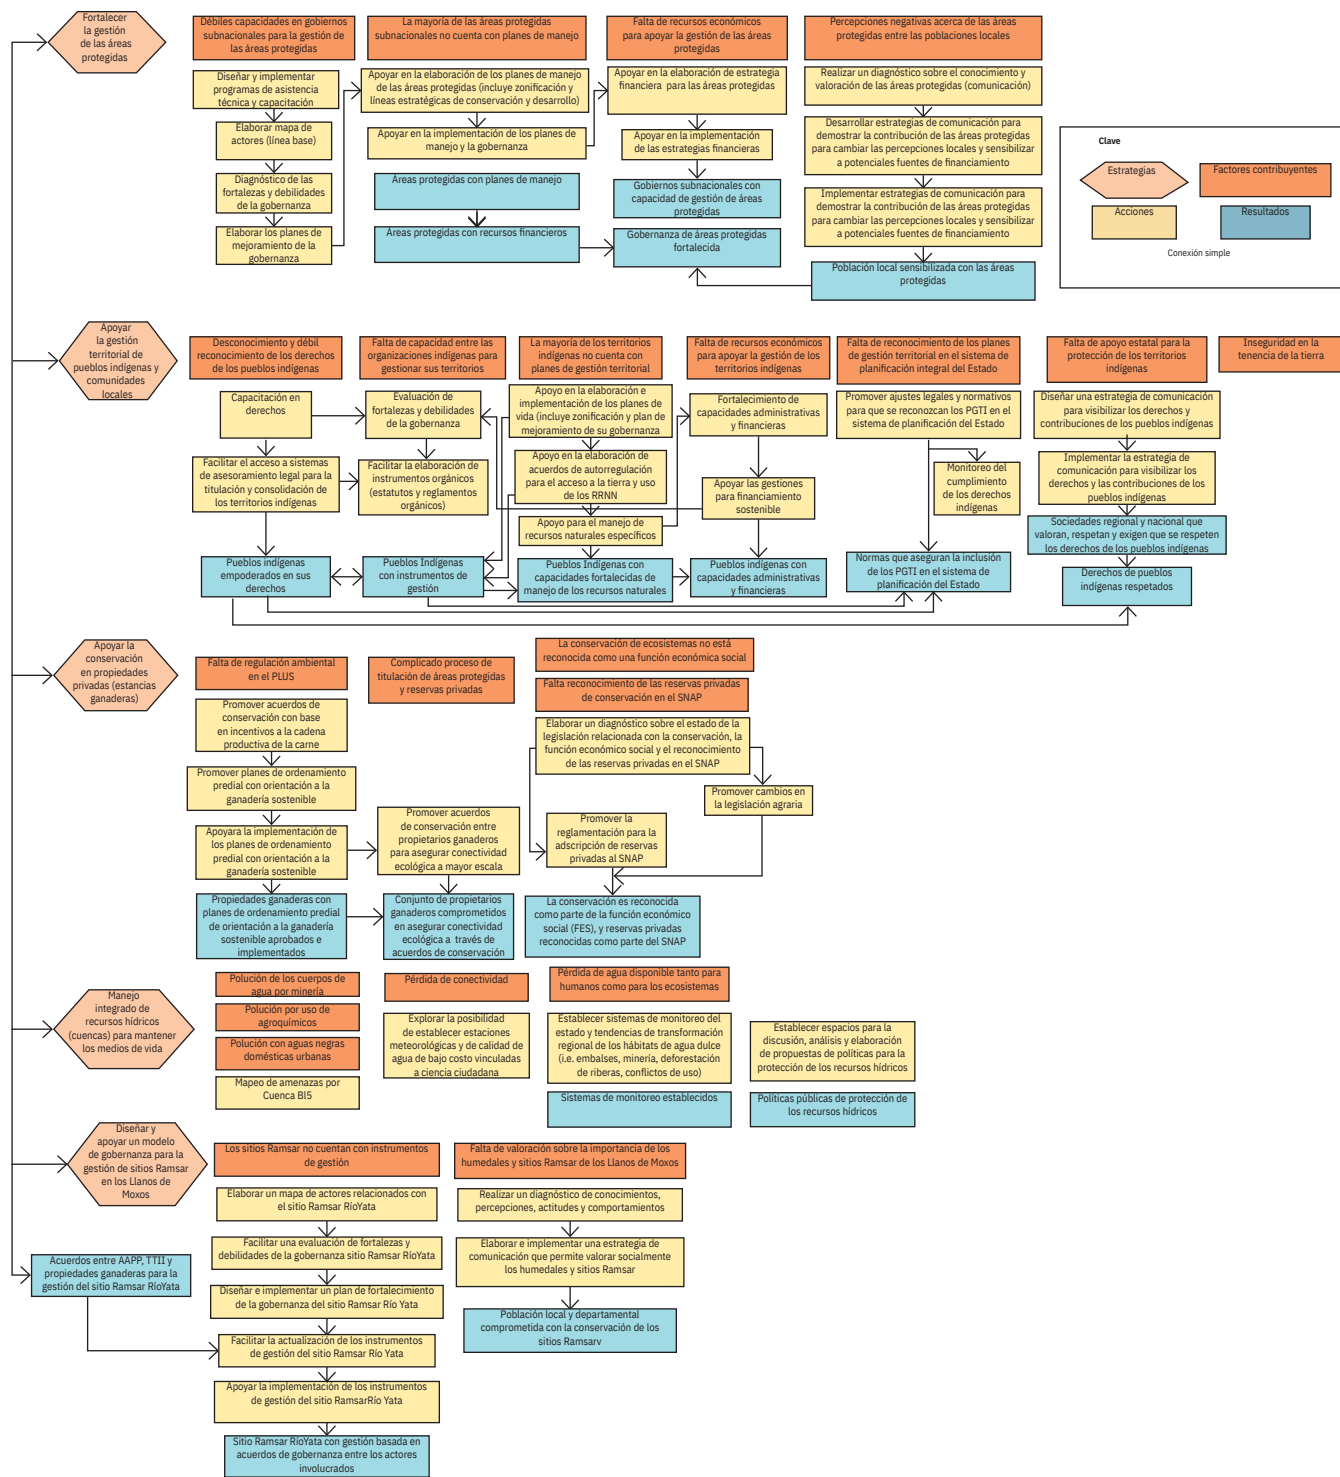 Fortalecer
la gestión
de las áreas
protegidas
Débiles capacidades en gobiernos
subnacionales para la gestión de
las áreas protegidas
La mayoría de las áreas protegidas
subnacionales no cuenta con planes de manejo
Falta de recursos económicos
para apoyar la gestión de las áreas
protegidas
Percepciones negativas acerca de las áreas
protegidas entre las poblaciones locales
Diseñar y implementar
programas de asistencia
técnica y capacitación
Elaborar mapa de
actores (línea base)
Diagnóstico de las
fortalezas y debilidades
de la gobernanza
Elaborar los planes de
mejoramiento de la
gobernanza
Apoyar en la elaboración de los planes de manejo
de las áreas protegidas (incluye zonificación y
líneas estratégicas de conservación y desarrollo)
Apoyar en la implementación de los planes de
manejo y la gobernanza
Áreas protegidas con planes de manejo
Áreas protegidas con recursos financieros
Apoyar en la elaboración de estrategia
financiera para las áreas protegidas
Apoyar en la implementación
de las estrategias financieras
Gobiernos subnacionales con
capacidad de gestión de áreas
protegidas
Gobernanza de áreas protegidas
fortalecida
Realizar un diagnóstico sobre el conocimiento y
valoración de las áreas protegidas (comunicación)
Desarrollar estrategias de comunicación para
demostrar la contribución de las áreas protegidas
para cambiar las percepciones locales y sensibilizar
a potenciales fuentes de financiamiento
Implementar estrategias de comunicación para
demostrar la contribución de las áreas protegidas
para cambiar las percepciones locales y sensibilizar
a potenciales fuentes de financiamiento
Población local sensibilizada con las áreas
protegidas
Clave
Estrategias
Factores contribuyentes
Acciones
Resultados
Conexión simple
Apoyar
la gestión
territorial de
pueblos indígenas y
comunidades
locales
Desconocimiento y débil
reconocimiento de los derechos
de los pueblos indígenas
Falta de capacidad entre las
organizaciones indígenas para
gestionar sus territorios
La mayoría de los territorios
indígenas no cuenta con
planes de gestión territorial
Falta de recursos económicos
para apoyar la gestión de los
territorios indígenas
Falta de reconocimiento de los planes
de gestión territorial en el sistema de
planificación integral del Estado
Falta de apoyo estatal para la
protección de los territorios
indígenas
Inseguridad en la
tenencia de la tierra
Capacitación en
derechos
Facilitar el acceso a sistemas
de asesoramiento legal para la
titulación y consolidación de
los territorios indígenas
Pueblos indígenas
empoderados en sus
derechos
Evaluación de
fortalezas y debilidades
de la gobernanza
Facilitar la elaboración de
instrumentos orgánicos
(estatutos y reglamentos
orgánicos)
Pueblos Indígenas
con instrumentos de
gestión
Apoyo en la elaboración e
implementación de los planes de
vida (incluye zonificación y plan de
mejoramiento de su gobernanza
Apoyo en la elaboración de
acuerdos de autorregulación
para el acceso a la tierra y uso
de los RRNN
Apoyo para el manejo de
recursos naturales específicos
Pueblos Indígenas con
capacidades fortalecidas de
manejo de los recursos naturales
Fortalecimiento de
capacidades administrativas
y financieras
Apoyar las gestiones
para financiamiento
sostenible
Pueblos indígenas con
capacidades administrativas
y financieras
Promover ajustes legales y normativos
para que se reconozcan los PGTI en el
sistema de planificación del Estado
Monitoreo del
cumplimiento
de los derechos
indígenas
Normas que aseguran la inclusión
de los PGTI en el sistema de
planificación del Estado
Diseñar una estrategia de comunicación
para visibilizar los derechos y
contribuciones de los pueblos indígenas
Implementar la estrategia de
comunicación para visibilizar los
derechos y las contribuciones de los
pueblos indígenas
Sociedades regional y nacional que
valoran, respetan y exigen que se respeten
los derechos de los pueblos indígenas
Derechos de pueblos
indígenas respetados
Apoyar la
conservación
en propiedades
privadas (estancias
ganaderas)
Falta de regulación ambiental
en el PLUS
Complicado proceso de
titulación de áreas protegidas
y reservas privadas
La conservación de ecosistemas no está
reconocida como una función económica social
Falta reconocimiento de las reservas privadas
de conservación en el SNAP
Promover acuerdos de
conservación con base
en incentivos a la cadena
productiva de la carne
Promover planes de ordenamiento
predial con orientación a la
ganadería sostenible
Apoyara la implementación de
los planes de ordenamiento
predial con orientación a la
ganadería sostenible
Propiedades ganaderas con
planes de ordenamiento predial
de orientación a la ganadería
sostenible aprobados e
implementados
Promover acuerdos
de conservación entre
propietarios ganaderos
para asegurar conectividad
ecológica a mayor escala
Conjunto de propietarios
ganaderos comprometidos
en asegurar conectividad
ecológica a través de
acuerdos de conservación
Elaborar un diagnóstico sobre el estado de la
legislación relacionada con la conservación, la
función económico social y el reconocimiento
de las reservas privadas en el SNAP
Promover cambios en
la legislación agraria
Promover la
reglamentación para la
adscripción de reservas
privadas al SNAP
La conservación es reconocida
como parte de la función económico
social (FES), y reservas privadas
reconocidas como parte del SNAP
Manejo
integrado de
recursos hídricos
(cuencas) para mantener
los medios de vida
Polución de los cuerpos de
agua por minería
Polución por uso de
agroquímicos
Polución con aguas negras
domésticas urbanas
Mapeo de amenazas por
Cuenca BI5
Pérdida de conectividad
Explorar la posibilidad
de establecer estaciones
meteorológicas y de calidad de
agua de bajo costo vinculadas
a ciencia ciudadana
Pérdida de agua disponible tanto para
humanos como para los ecosistemas
Establecer sistemas de monitoreo del
estado y tendencias de transformación
regional de los hábitats de agua dulce
(i.e. embalses, minería, deforestación
de riberas, conflictos de uso)
Sistemas de monitoreo establecidos
Establecer espacios para la
discusión, análisis y elaboración
de propuestas de políticas para la
protección de los recursos hídricos
Políticas públicas de protección de
los recursos hídricos
Diseñar y
apoyar un modelo
de gobernanza para la
gestión de sitios Ramsar
en los Llanos de
Moxos
Los sitios Ramsar no cuentan con instrumentos
de gestión
Falta de valoración sobre la importancia de los
humedales y sitios Ramsar de los Llanos de Moxos
Elaborar un mapa de actores relacionados con
el sitio Ramsar RíoYata
Facilitar una evaluación de fortalezas y
debilidades de la gobernanza sitio Ramsar RíoYata
Diseñar e implementar un plan de fortalecimiento
de la gobernanza del sitio Ramsar Río Yata
Facilitar la actualización de los instrumentos
de gestión del sitio Ramsar Río Yata
Apoyar la implementación de los instrumentos
de gestión del sitio RamsarRío Yata
Sitio Ramsar RíoYata con gestión basada en
acuerdos de gobernanza entre los actores
involucrados
Realizar un diagnóstico de conocimientos,
percepciones, actitudes y comportamientos
Elaborar e implementar una estrategia de
comunicación que permite valorar socialmente
los humedales y sitios Ramsar
Población local y departamental
comprometida con la conservación de los
sitios Ramsarv
Acuerdos entre AAPP, TTII y
propiedades ganaderas para la
gestión del sitio Ramsar RíoYata